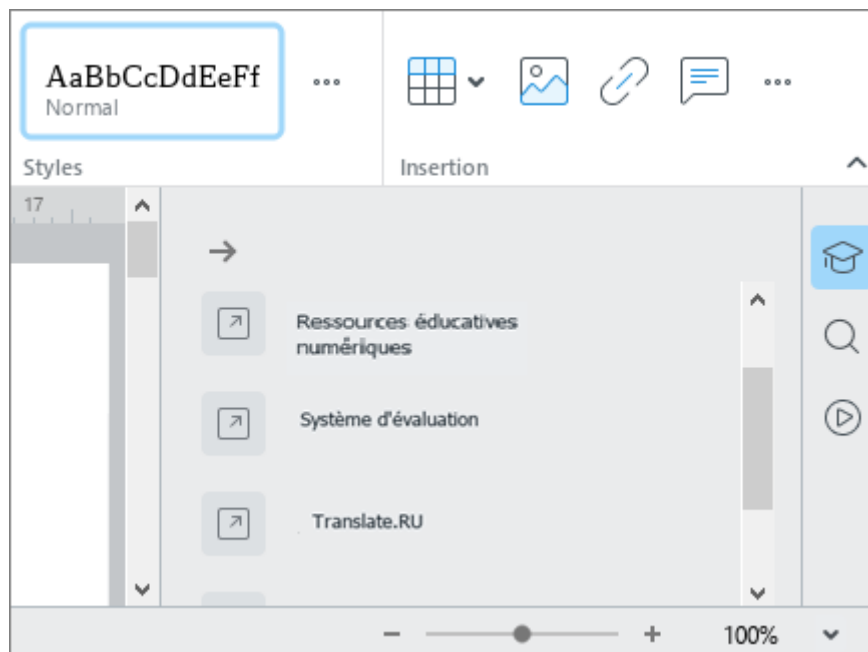 AaBbCcDdEeFf
Normal
Styles
Insertion
17
Ressources éducatives
numériques
Système d'évaluation
Translate.RU
100%